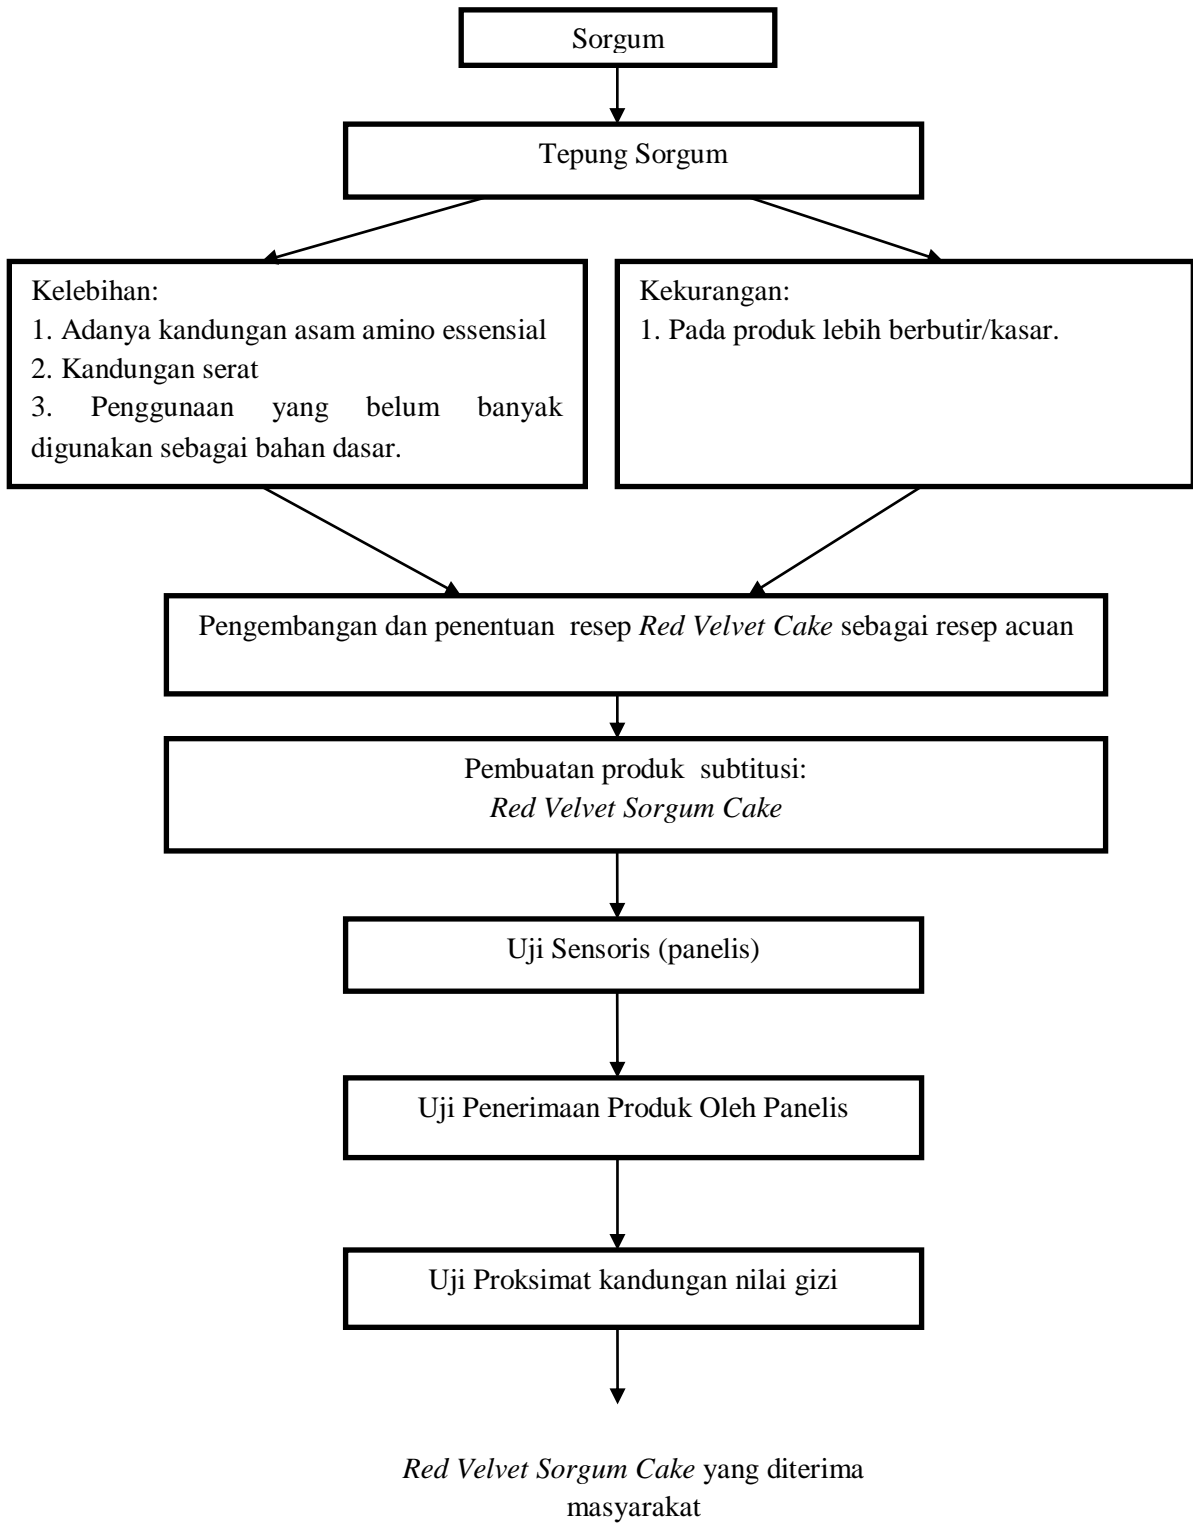 Sorgum
Tepung Sorgum
Kelebihan:
1. Adanya kandungan asam amino essensial
2. Kandungan serat
3. Penggunaan yang belum banyak
digunakan sebagai bahan dasar.
Kekurangan:
1. Pada produk lebih berbutir/kasar.
Pengembangan dan penentuan resep Red Velvet Cake sebagai resep acuan
Pembuatan produk subtitusi:
Red Velvet Sorgum Cake
Uji Sensoris (panelis)
Uji Penerimaan Produk Oleh Panelis
Uji Proksimat kandungan nilai gizi
Red Velvet Sorgum Cake yang diterima
masyarakat